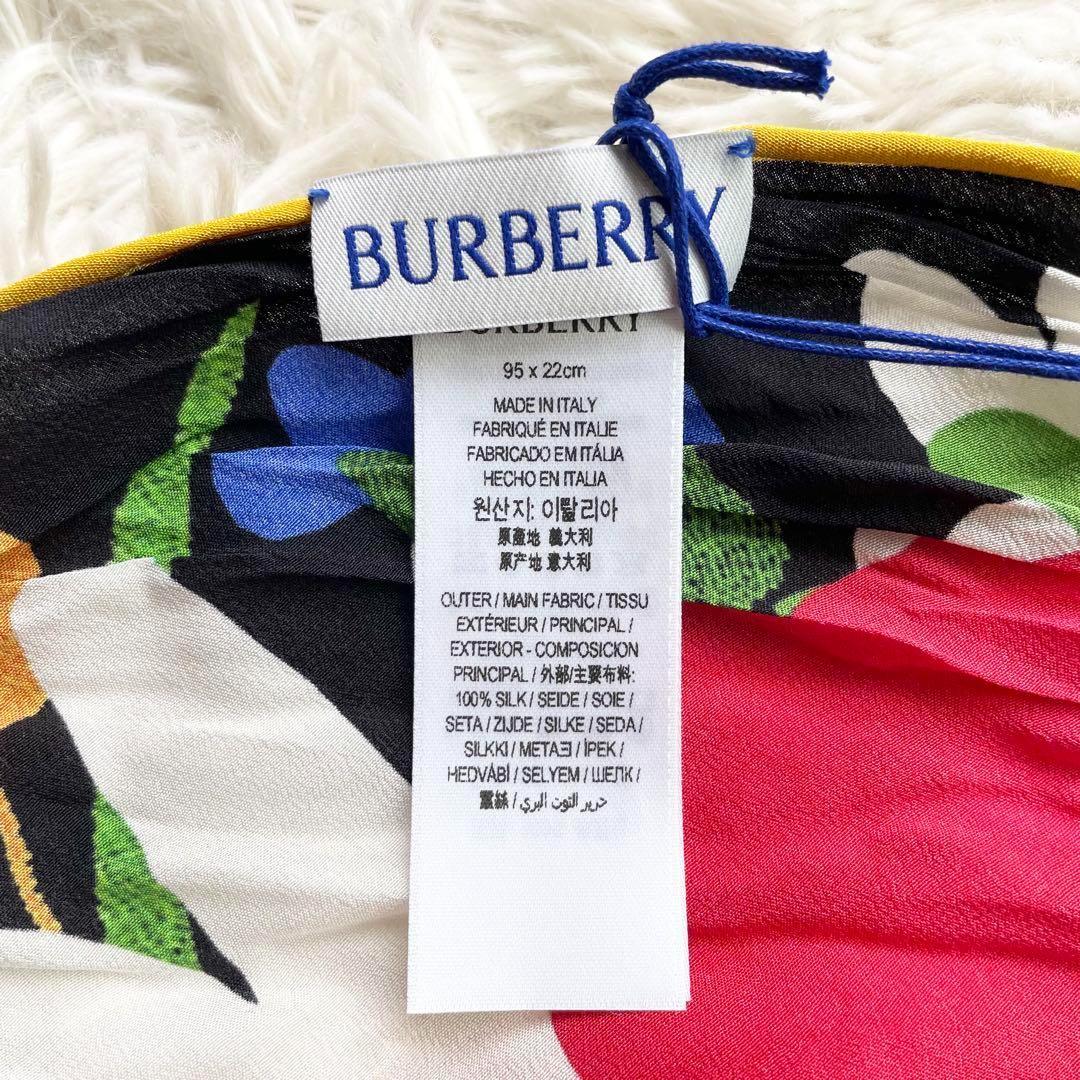 BURBERRY
BURBERRY
95 x 22cm
MADE IN ITALY
FABRIQUÉ EN ITALIE
FABRICADO EM ITÁLIA
HECHO EN ITALIA
원산지: 이탈리아
原產地 義大利
原产地 意大利
OUTER / MAIN FABRIC / TISSU
EXTÉRIEUR / PRINCIPAL /
EXTERIOR - COMPOSICION
PRINCIPAL / 外部/主要布料:
100% SILK / SEIDE / SOIE /
SETA / ZIJDE / SILKE / SEDA /
SILKKI / ΜΕΤΑΞΙ / İPEK /
HEDVÁBÍ / SELYEM / ШЕЛК /
蠶絲 / حرير التوت البري /